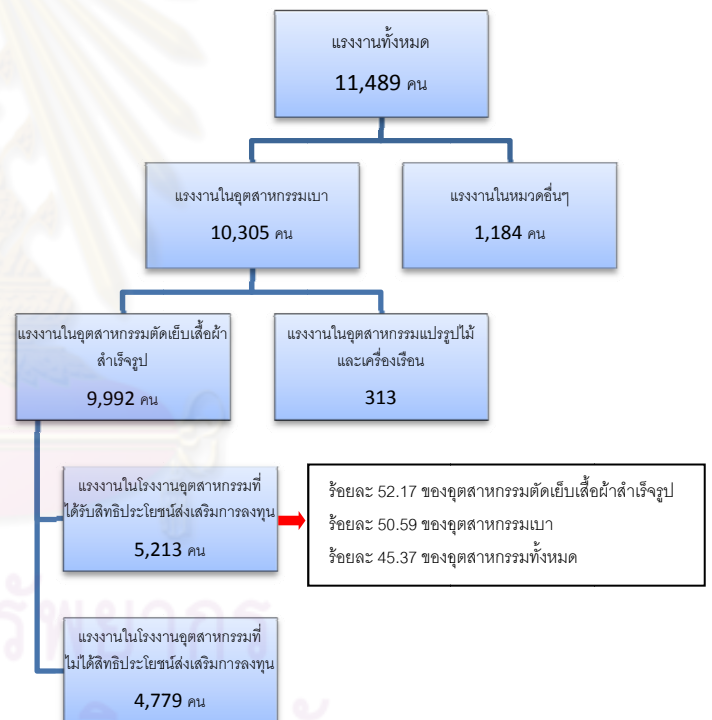 แรงงานทั้งหมด
11,489 คน
แรงงานในอุตสาหกรรมเบา
10,305 คน
แรงงานในหมวดอื่นๆ
1,184 คน
แรงงานในอุตสาหกรรมตัดเย็บเสื้อผ้า
สำเร็จรูป
9,992 คน
แรงงานในอุตสาหกรรมแปรรูปไม้
และเครื่องเรือน
313
แรงงานในโรงงานอุตสาหกรรมที่
ได้รับสิทธิประโยชน์ส่งเสริมการลงทุน
5,213 คน
ร้อยละ 52.17 ของอุตสาหกรรมตัดเย็บเสื้อผ้าสำเร็จรูป
ร้อยละ 50.59 ของอุตสาหกรรมเบา
ร้อยละ 45.37 ของอุตสาหกรรมทั้งหมด
แรงงานในโรงงานอุตสาหกรรมที่
ไม่ได้สิทธิประโยชน์ส่งเสริมการลงทุน
4,779 คน